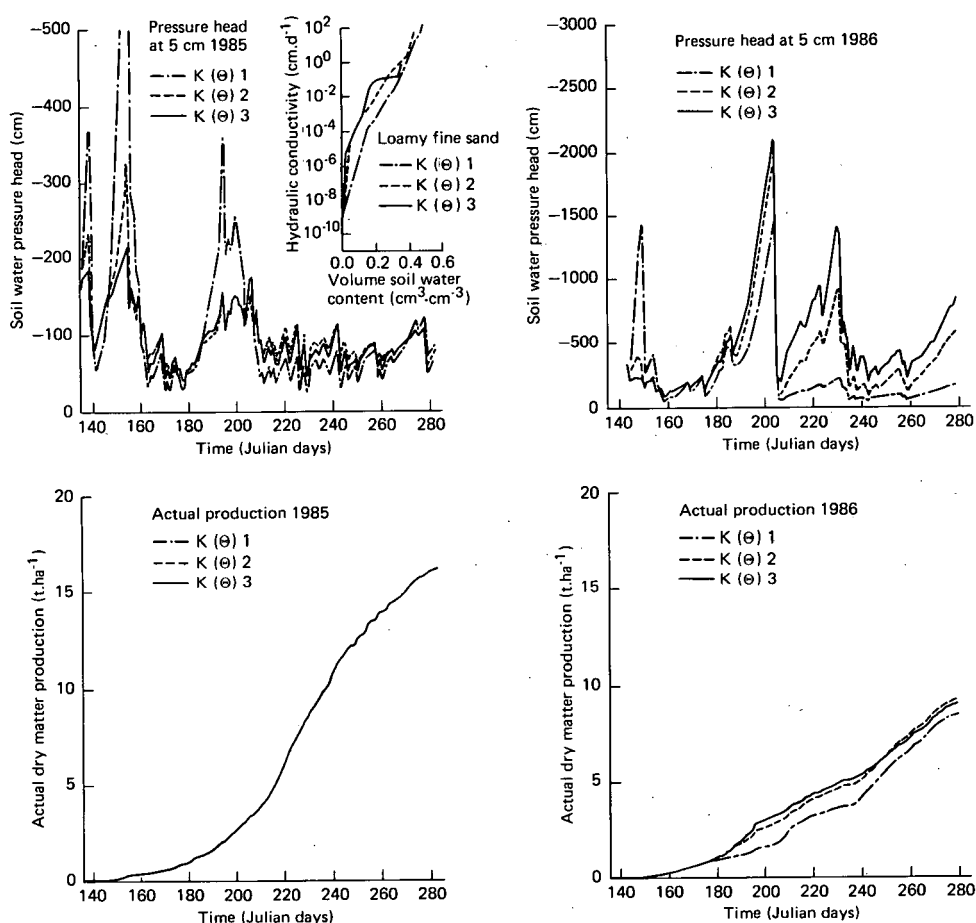 Pressure head
at 5 cm 1985
K (Θ) 1
K (Θ) 2
K (Θ) 3
Soil water pressure head (cm)
-500
-400
-300
-200
-100
0
140 160 180 200 220 240 260 280
Time (Julian days)
Hydraulic conductivity (cm.d-1)
10^2
10^0
10^-2
10^-4
10^-6
10^-8
10^-10
Loamy fine sand
K (Θ) 1
K (Θ) 2
K (Θ) 3
0.0 0.2 0.4 0.6
Volume soil water
content (cm3.cm-3)
Pressure head at 5 cm 1986
K (Θ) 1
K (Θ) 2
K (Θ) 3
Soil water pressure head (cm)
-3000
-2500
-2000
-1500
-1000
-500
0
140 160 180 200 220 240 260 280
Time (Julian days)
Actual production 1985
K (Θ) 1
K (Θ) 2
K (Θ) 3
Actual dry matter production (t.ha-1)
20
15
10
5
0
140 160 180 200 220 240 260 280
Time (Julian days)
Actual production 1986
K (Θ) 1
K (Θ) 2
K (Θ) 3
Actual dry matter production (t.ha-1)
20
15
10
5
0
140 160 180 200 220 240 260 280
Time (Julian days)